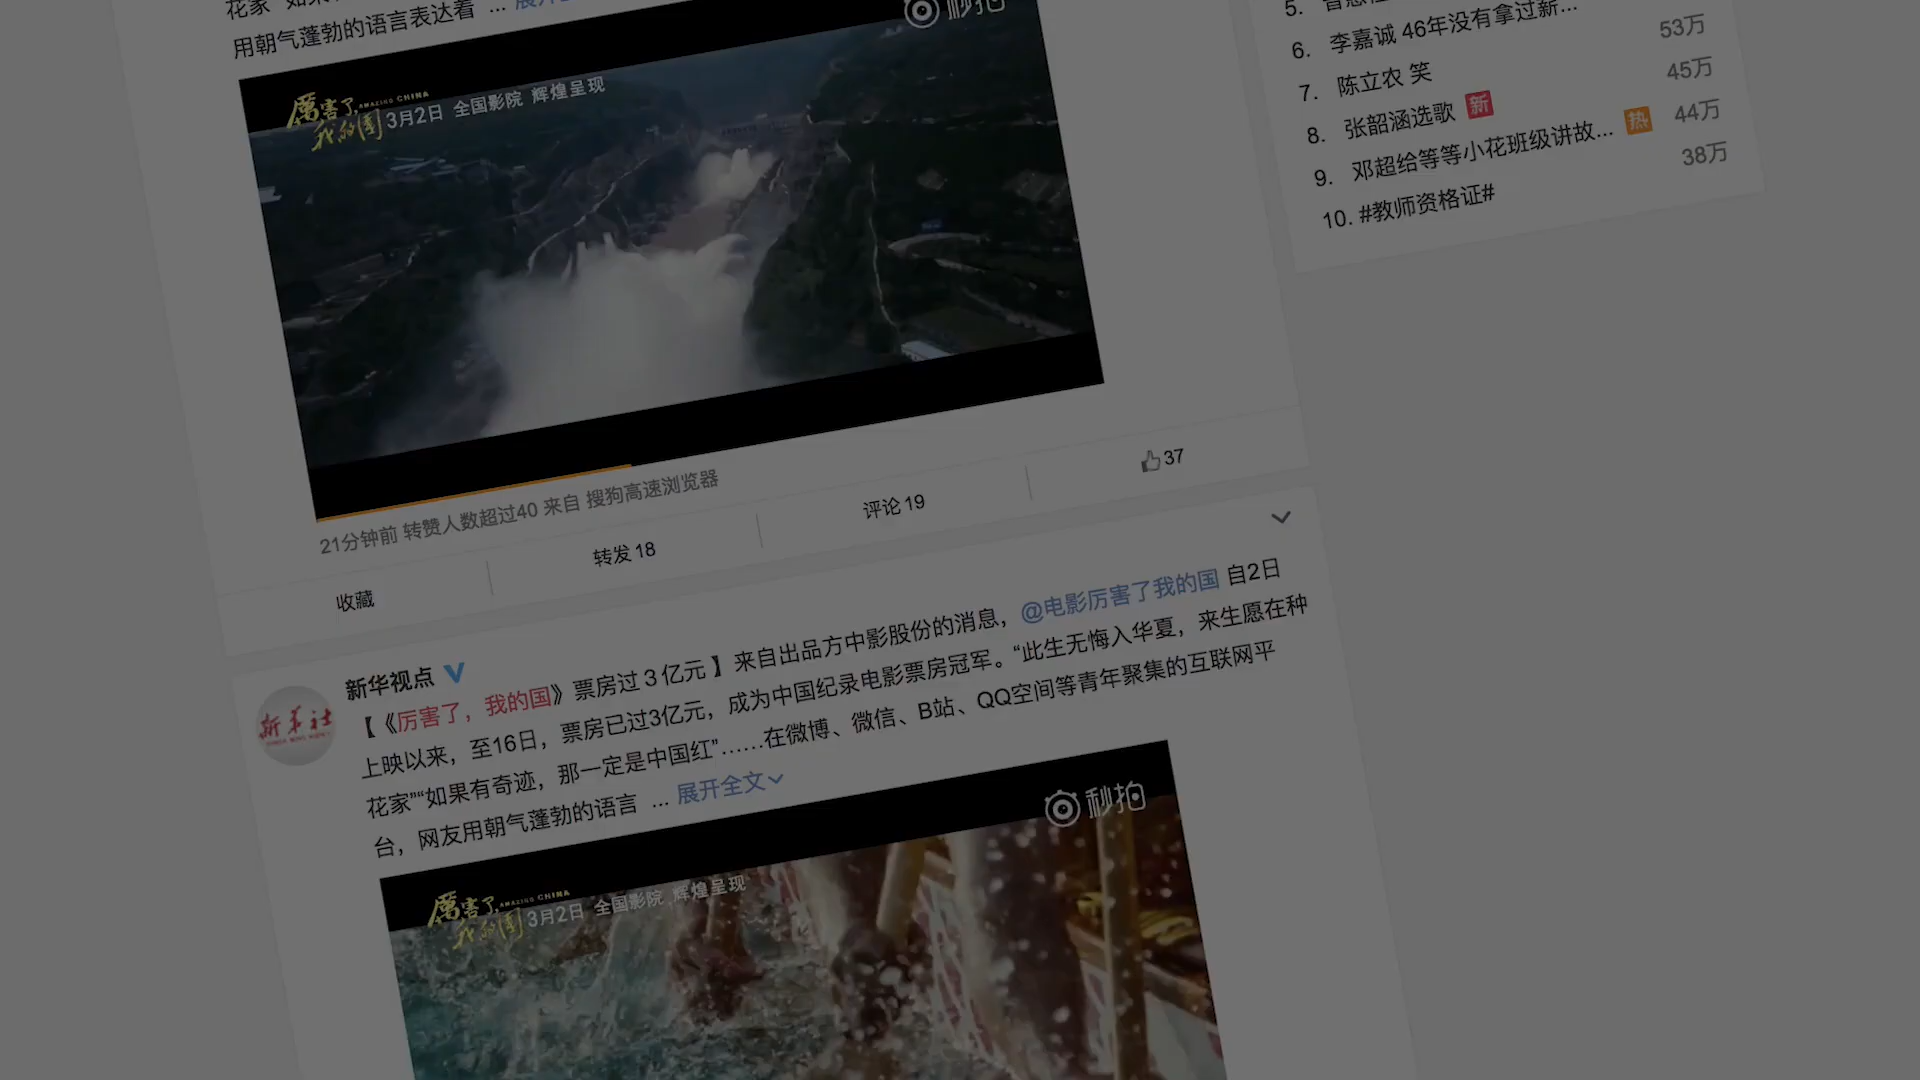 用朝气蓬勃的语言表达着 ...
秒拍
厲害了
AMAZING CHINA
我的國
3月2日 全国影院 辉煌呈现
21分钟前 转赞人数超过40 来自 搜狗高速浏览器
收藏
转发 18
评论 19
37
新华视点
【《厉害了，我的国》票房过 3 亿元 】来自出品方中影股份的消息，@电影厉害了我的国 自2日
上映以来，至16日，票房已过3亿元，成为中国纪录电影票房冠军。“此生无悔入华夏，来生愿在种
花家”“如果有奇迹，那一定是中国红”……在微博、微信、B站、QQ空间等青年聚集的互联网平
台，网友用朝气蓬勃的语言 ... 展开全文
新華社
XINHUA NEWS AGENCY
秒拍
厲害了
AMAZING CHINA
我的國
3月2日 全国影院 辉煌呈现
5.
6. 李嘉诚 46年没有拿过新...
53万
7. 陈立农 笑
45万
8. 张韶涵选歌 新
44万
9. 邓超给等等小花班级讲故... 热
38万
10. #教师资格证#